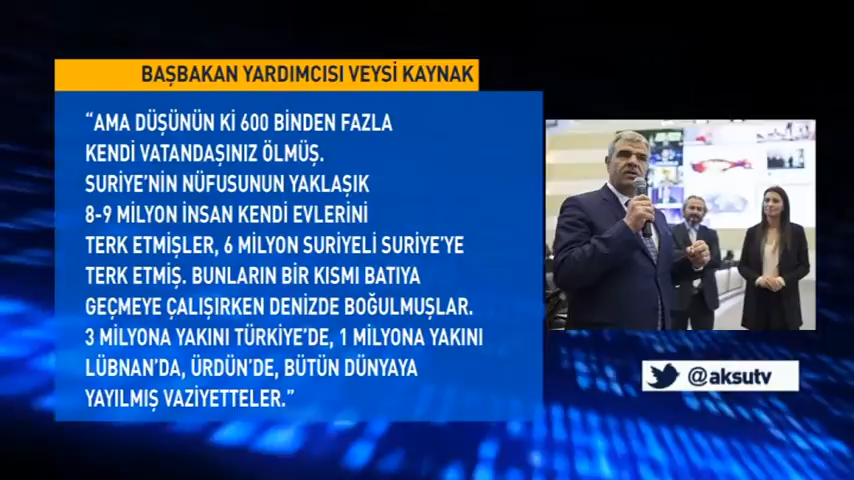 BAŞBAKAN YARDIMCISI VEYSİ KAYNAK
“AMA DÜŞÜNÜN Kİ 600 BİNDEN FAZLA
KENDİ VATANDAŞINIZ ÖLMÜŞ.
SURİYE’NİN NÜFUSUNUN YAKLAŞIK
8-9 MİLYON İNSAN KENDİ EVLERİNİ
TERK ETMİŞLER, 6 MİLYON SURİYELİ SURİYE’YE
TERK ETMİŞ. BUNLARIN BİR KISMI BATIYA
GEÇMEYE ÇALIŞIRKEN DENİZDE BOĞULMUŞLAR.
3 MİLYONA YAKINI TÜRKİYE’DE, 1 MİLYONA YAKINI
LÜBNAN’DA, ÜRDÜN’DE, BÜTÜN DÜNYAYA
YAYILMIŞ VAZİYETTELER.”
@aksutv